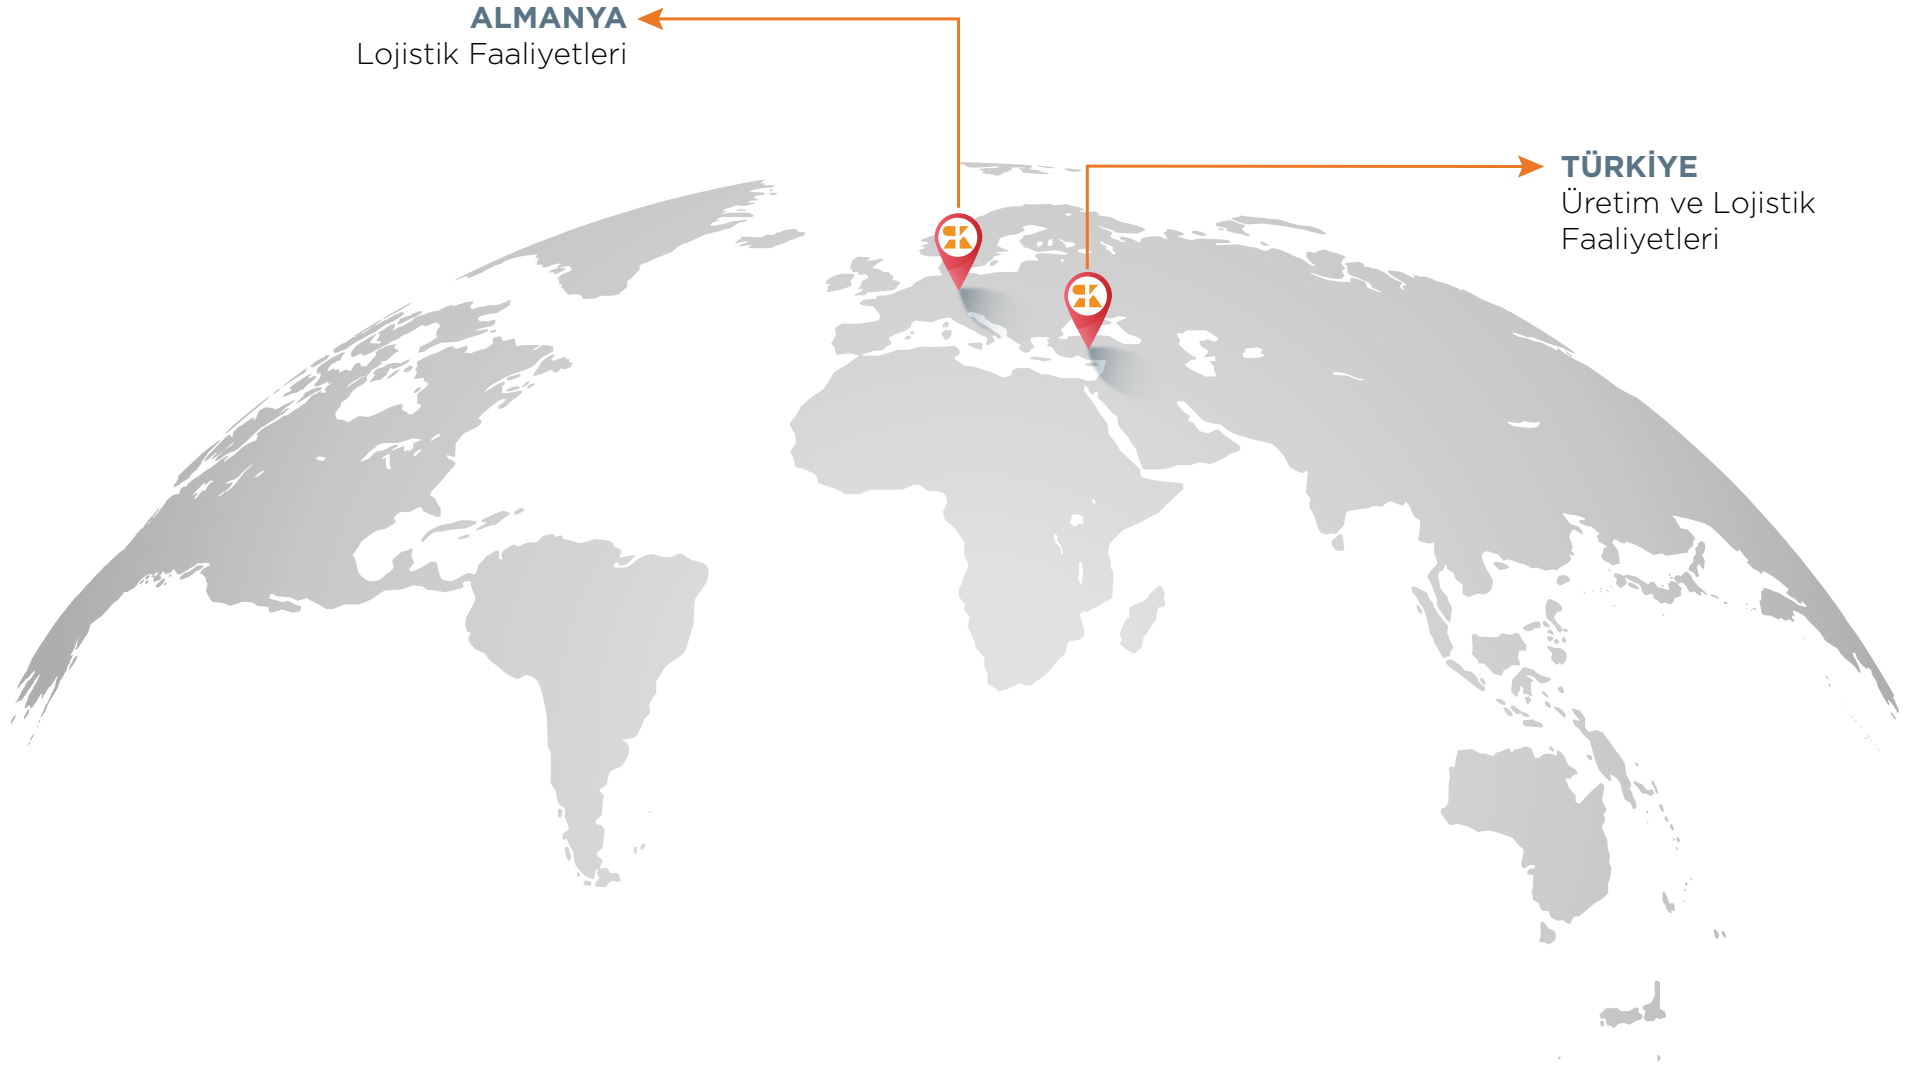 ALMANYA
Lojistik Faaliyetleri
TÜRKİYE
Üretim ve Lojistik
Faaliyetleri